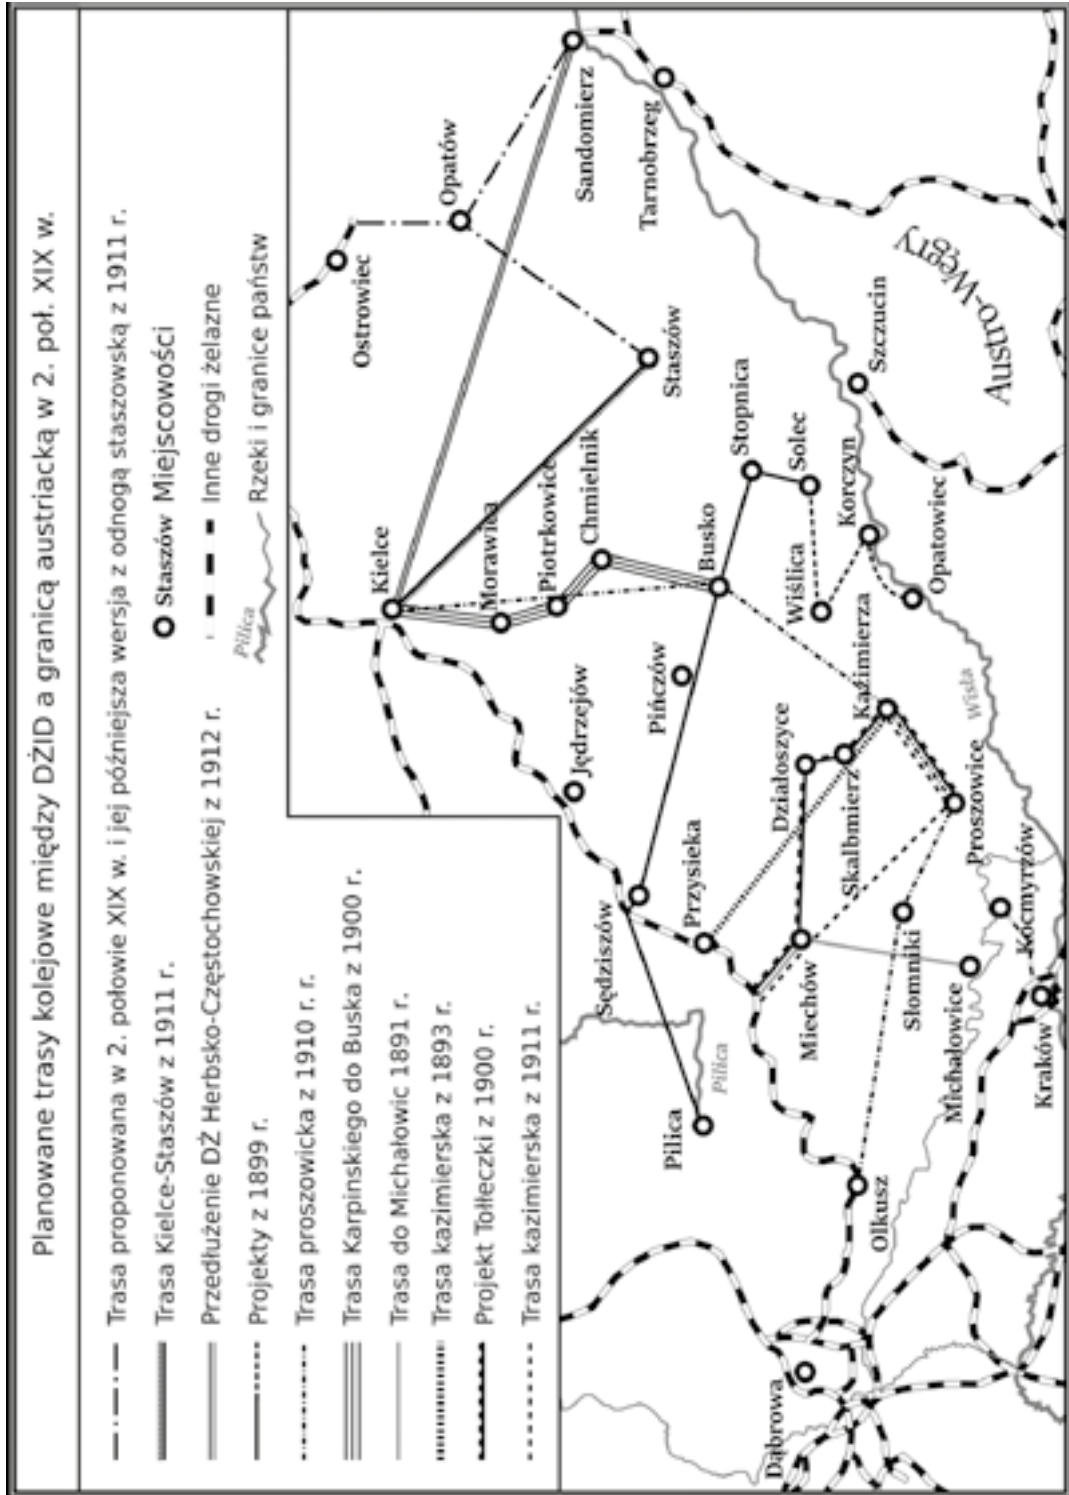 Planowane trasy kolejowe między DŻID a granicą austriacką w 2. poł. XIX w.
Trasa proponowana w 2. połowie XIX w. i jej późniejsza wersja z odnogą staszowską z 1911 r.
Trasa Kielce-Staszów z 1911 r.
Przedłużenie DŻ Herbsko-Częstochowskiej z 1912 r.
Projekty z 1899 r.
Trasa proszowicka z 1910 r. r.
Trasa Karpinskiego do Buska z 1900 r.
Trasa do Michałowic 1891 r.
Trasa kazimierska z 1893 r.
Projekt Tołłeczki z 1900 r.
Trasa kazimierska z 1911 r.
Staszów Miejscowości
Inne drogi żelazne
Pilica Rzeki i granice państw
Ostrowiec
Opatów
Sandomierz
Tarnobrzeg
Kielce
Morawica
Piotrkowice
Chmielnik
Staszów
Busko
Stopnica
Solec
Szczucin
Austro-Węgry
Jędrzejów
Pińczów
Wiślica
Korczyn
Opatowiec
Kaźimierza
Działoszyce
Skalbmierz
Wisła
Sędziszów
Przysieka
Proszowice
Miechów
Słomniki
Kocmyrzów
Michałowice
Kraków
Pilica
Pilica
Olkusz
Dąbrowa